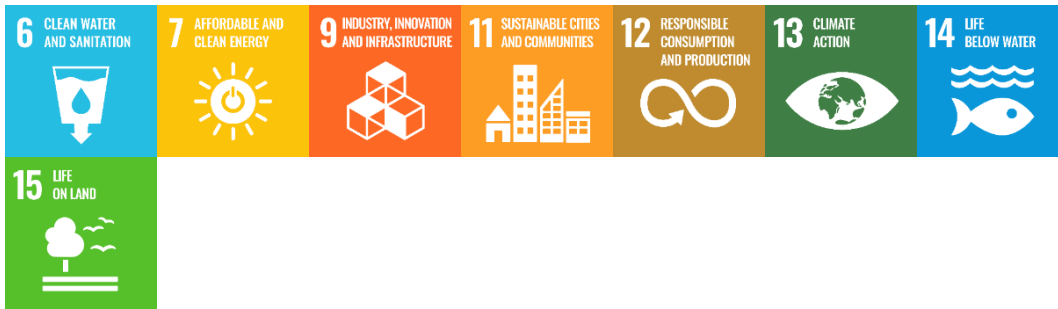 6 CLEAN WATER
AND SANITATION
7 AFFORDABLE AND
CLEAN ENERGY
9 INDUSTRY, INNOVATION
AND INFRASTRUCTURE
11 SUSTAINABLE CITIES
AND COMMUNITIES
12 RESPONSIBLE
CONSUMPTION
AND PRODUCTION
13 CLIMATE
ACTION
14 LIFE
BELOW WATER
15 LIFE
ON LAND